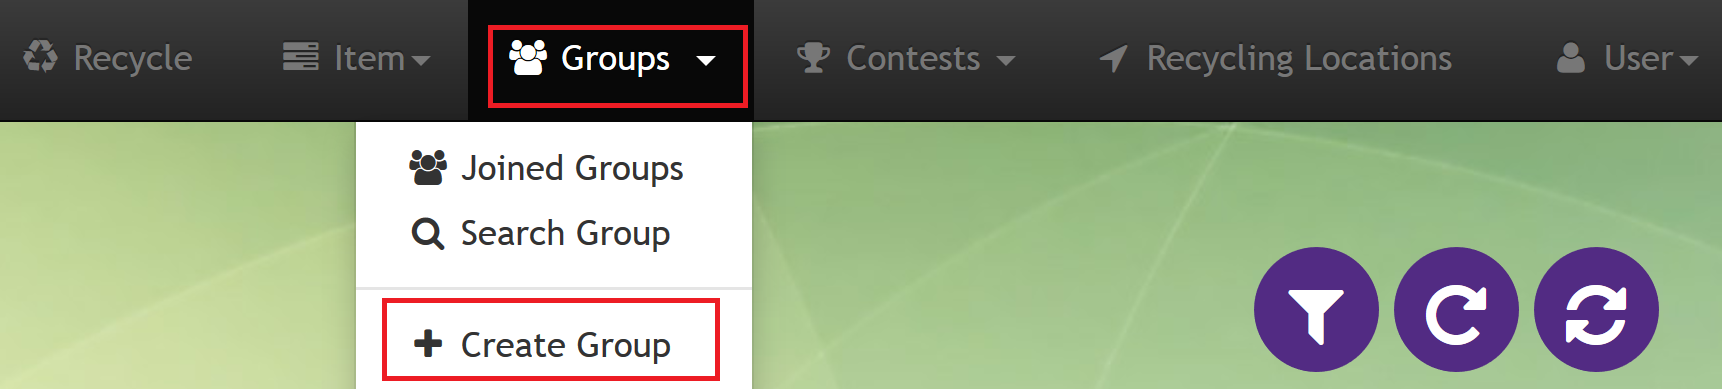 Recycle Item Groups Contests Recycling Locations User
Joined Groups
Search Group
Create Group